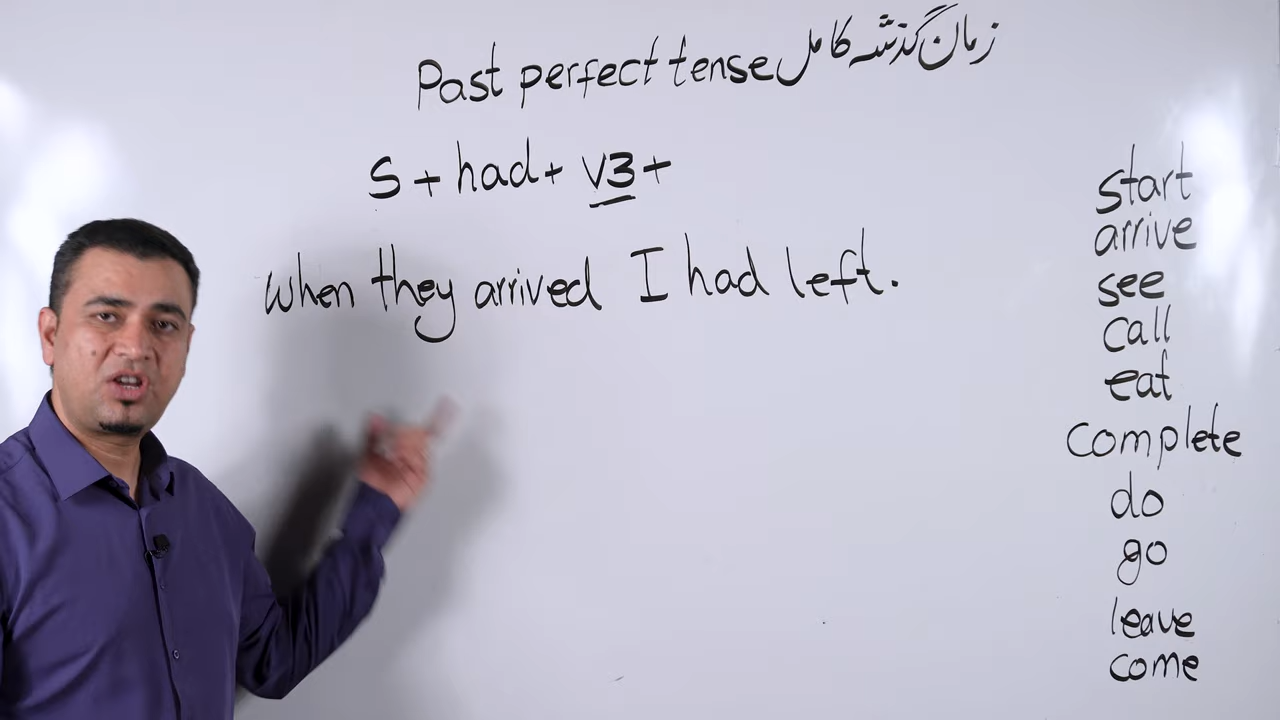 Past perfect tense زمان گذشته کامل
S + had + v3 +
when they arrived I had left.
start
arrive
see
call
eat
complete
do
go
leave
come